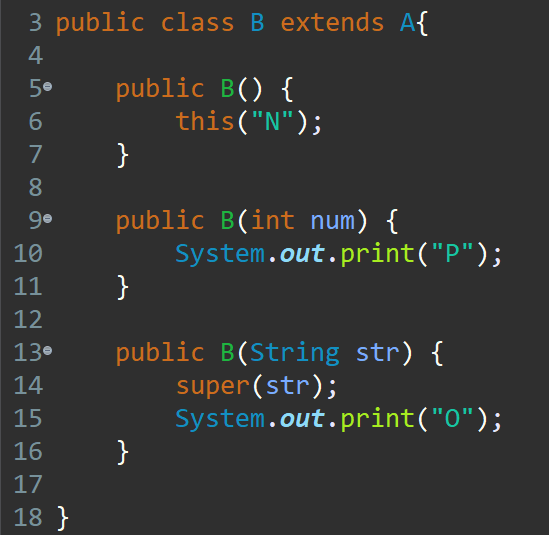 3 public class B extends A{
4
5 public B() {
6 this("N");
7 }
8
9 public B(int num) {
10 System.out.print("P");
11 }
12
13 public B(String str) {
14 super(str);
15 System.out.print("O");
16 }
17
18 }